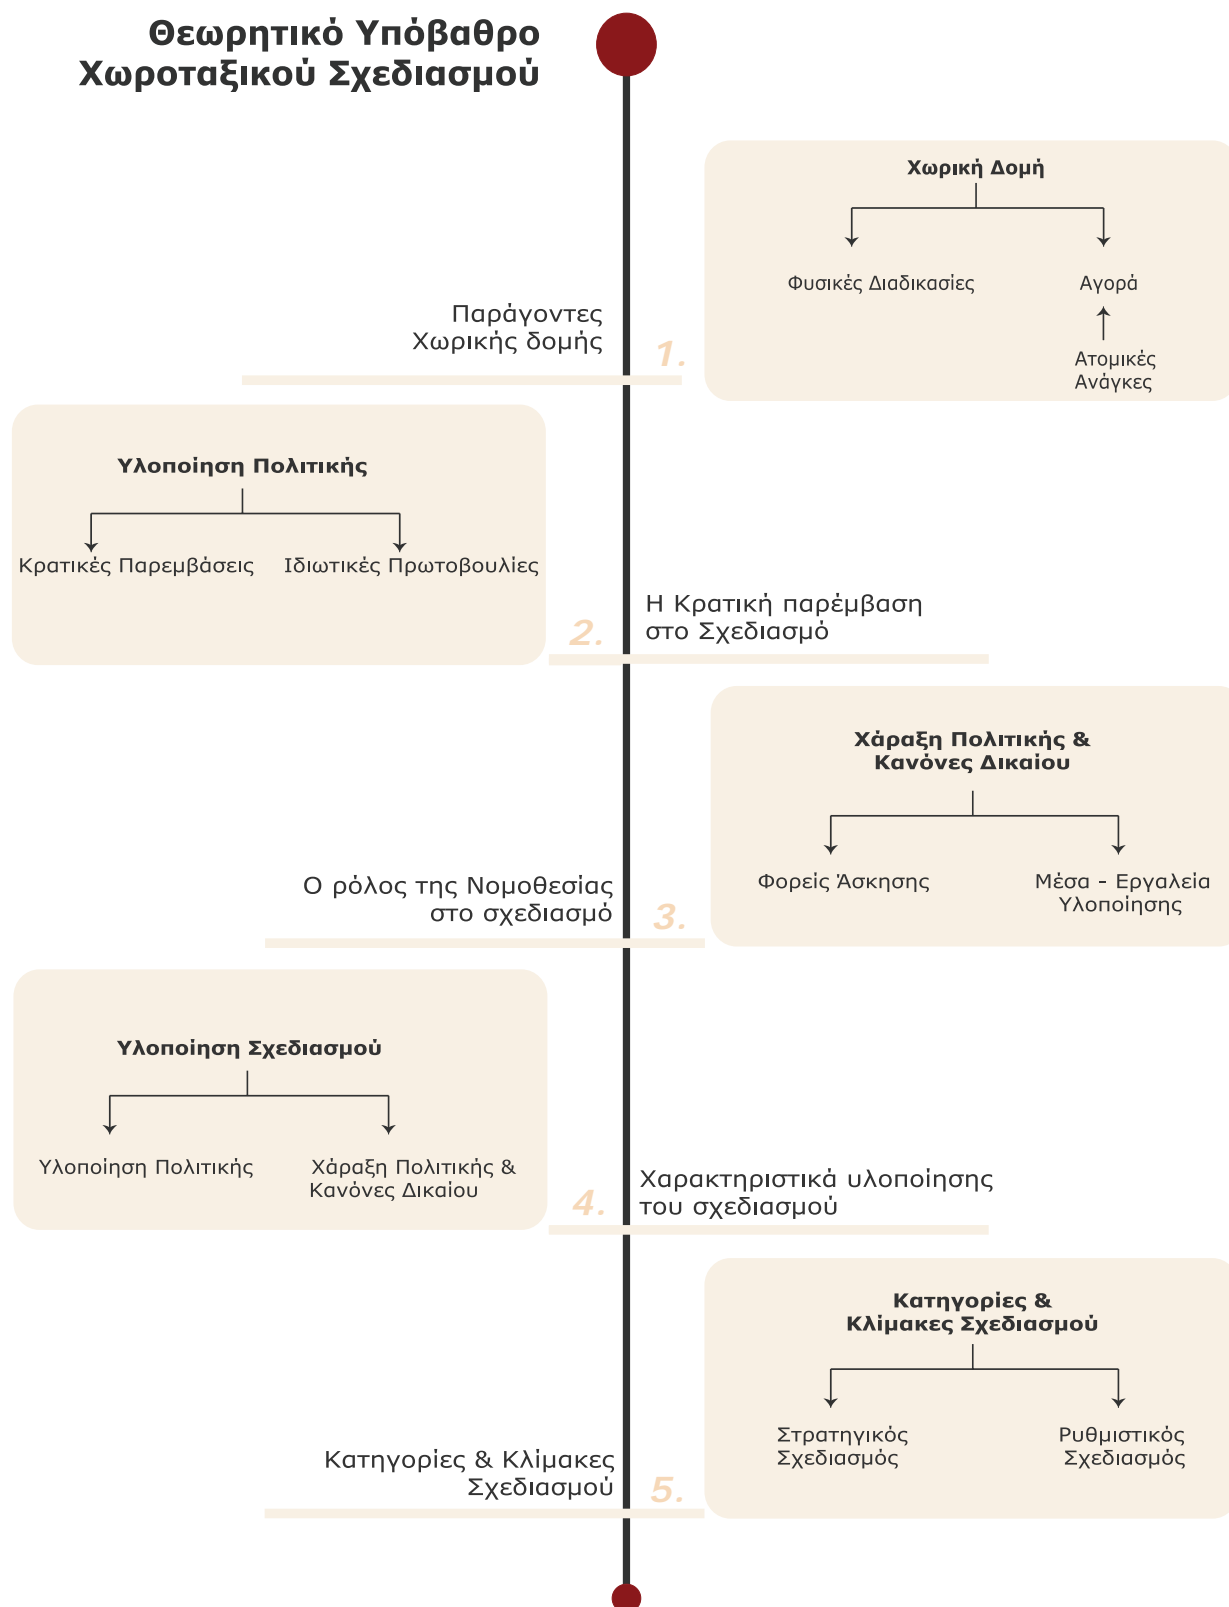 Θεωρητικό Υπόβαθρο
Χωροταξικού Σχεδιασμού
Χωρική Δομή
Φυσικές Διαδικασίες
Αγορά
Ατομικές
Ανάγκες
Παράγοντες
Χωρικής δομής
1.
Υλοποίηση Πολιτικής
Κρατικές Παρεμβάσεις
Ιδιωτικές Πρωτοβουλίες
Η Κρατική παρέμβαση
στο Σχεδιασμό
2.
Χάραξη Πολιτικής &
Κανόνες Δικαίου
Φορείς Άσκησης
Μέσα - Εργαλεία
Υλοποίησης
Ο ρόλος της Νομοθεσίας
στο σχεδιασμό
3.
Υλοποίηση Σχεδιασμού
Υλοποίηση Πολιτικής
Χάραξη Πολιτικής &
Κανόνες Δικαίου
Χαρακτηριστικά υλοποίησης
του σχεδιασμού
4.
Κατηγορίες &
Κλίμακες Σχεδιασμού
Στρατηγικός
Σχεδιασμός
Ρυθμιστικός
Σχεδιασμός
Κατηγορίες & Κλίμακες
Σχεδιασμού
5.